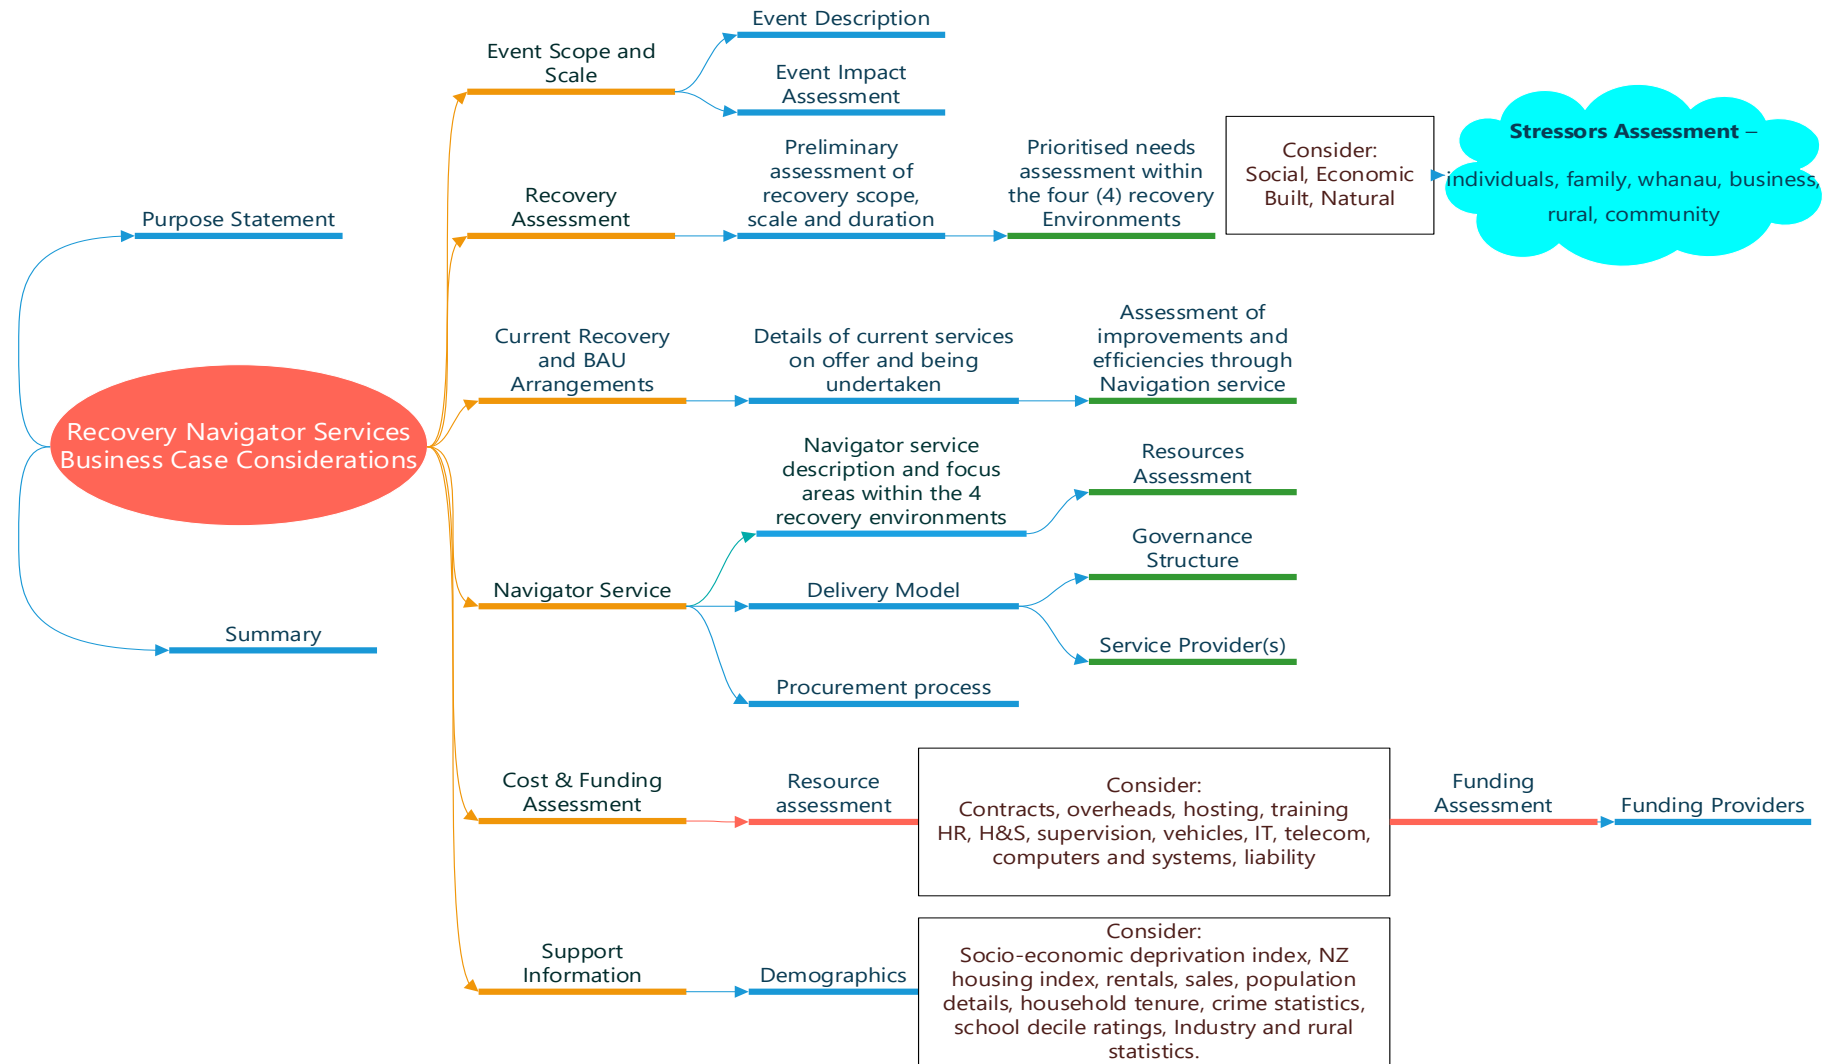 Event Description
Event Scope and
Scale
Event Impact
Assessment
Preliminary
assessment of
recovery scope,
scale and duration
Prioritised needs
assessment within
the four (4) recovery
Environments
Consider:
Social, Economic
Built, Natural
Stressors Assessment –
individuals, family, whanau, business,
rural, community
Recovery
Assessment
Purpose Statement
Current Recovery
and BAU
Arrangements
Details of current services
on offer and being
undertaken
Assessment of
improvements and
efficiencies through
Navigation service
Recovery Navigator Services
Business Case Considerations
Navigator service
description and focus
areas within the 4
recovery environments
Resources
Assessment
Governance
Structure
Navigator Service
Delivery Model
Service Provider(s)
Summary
Procurement process
Cost & Funding
Assessment
Resource
assessment
Consider:
Contracts, overheads, hosting, training
HR, H&S, supervision, vehicles, IT, telecom,
computers and systems, liability
Funding
Assessment
Funding Providers
Support
Information
Demographics
Consider:
Socio-economic deprivation index, NZ
housing index, rentals, sales, population
details, household tenure, crime statistics,
school decile ratings, Industry and rural
statistics.